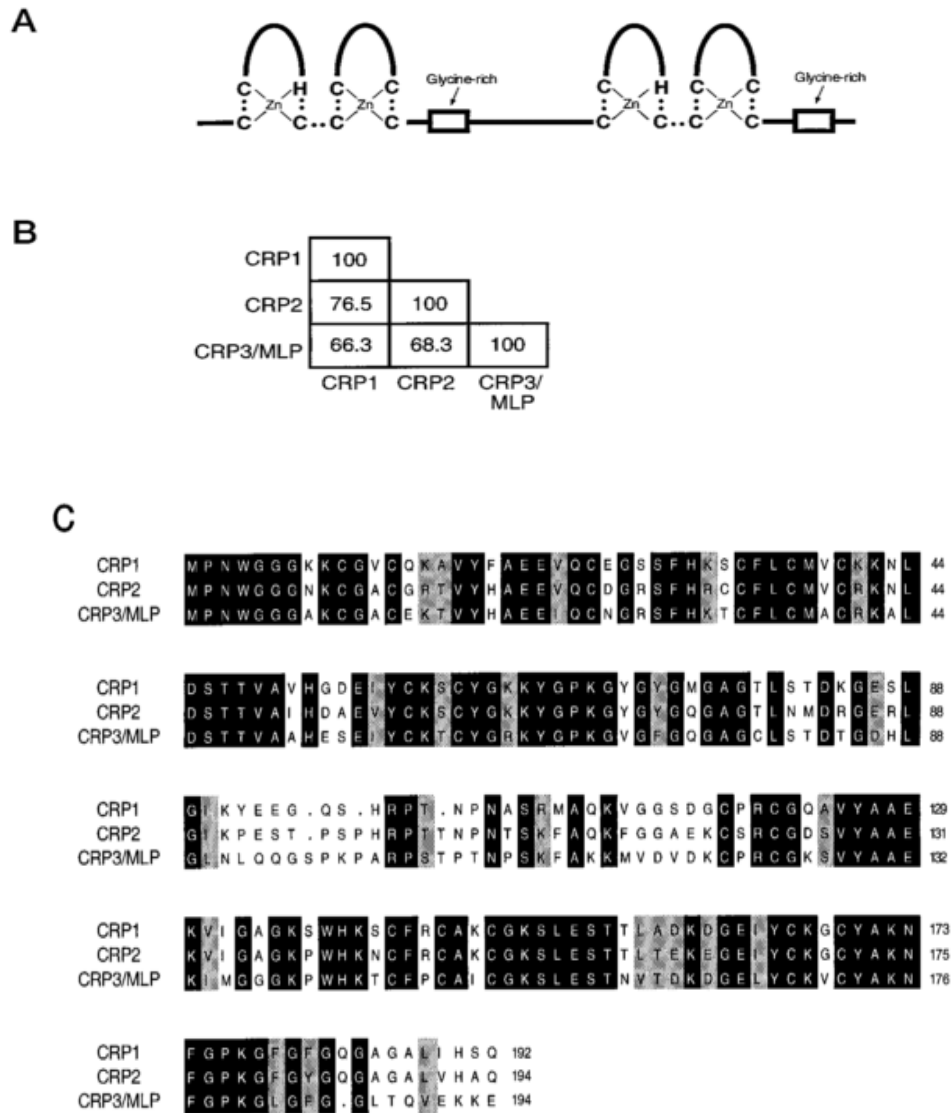 A
Glycine-rich
Glycine-rich
C H C C C H C C
Zn Zn Zn Zn
C C C C C C C C
B
CRP1 100
CRP2 76.5 100
CRP3/MLP 66.3 68.3 100
CRP1 CRP2 CRP3/
MLP
C
CRP1 M P N W G G G K K C G V C Q K A V Y F A E E V Q C E G S S F H K S C F L C M V C K K N L 44
CRP2 M P N W G G G N K C G A C G R T V Y H A E E V Q C D G R S F H R C C F L C M V C R K N L 44
CRP3/MLP M P N W G G G A K C G A C E K T V Y H A E E I Q C N G R S F H K T C F L C M A C R K A L 44
CRP1 D S T T V A V H G D E I Y C K S C Y G K K Y G P K G Y G Y G M G A G T L S T D K G E S L 88
CRP2 D S T T V A I H D A E V Y C K S C Y G K K Y G P K G Y G Y G Q G A G T L N M D R G E R L 88
CRP3/MLP D S T T V A A H E S E I Y C K T C Y G R K Y G P K G V G F G Q G A G C L S T D T G D H L 88
CRP1 G I K Y E E G . Q S . H R P T . N P N A S R M A Q K V G G S D G C P R C G Q A V Y A A E 129
CRP2 G I K P E S T . P S P H R P T T N P N T S K F A Q K F G G A E K C S R C G D S V Y A A E 131
CRP3/MLP G L N L Q Q G S P K P A R P S T P T N P S K F A K K M V D V D K C P R C G K S V Y A A E 132
CRP1 K V I G A G K S W H K S C F R C A K C G K S L E S T T L A D K D G E I Y C K G C Y A K N 173
CRP2 K V I G A G K P W H K N C F R C A K C G K S L E S T T L T E K E G E I Y C K G C Y A K N 175
CRP3/MLP K I M G G G K P W H K T C F P C A I C G K S L E S T N V T D K D G E L Y C K V C Y A K N 176
CRP1 F G P K G F G F G Q G A G A L I H S Q 192
CRP2 F G P K G F G Y G Q G A G A L V H A Q 194
CRP3/MLP F G P K G L G F G . G L T Q V E K K E 194